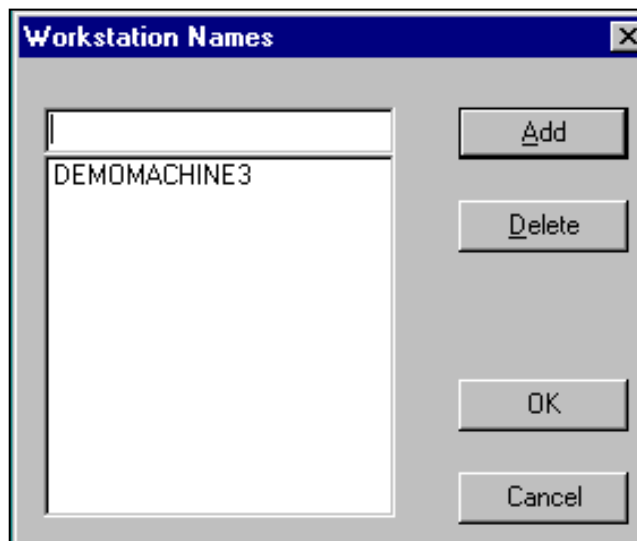 Workstation Names
Add
DEMOMACHINE3
Delete
OK
Cancel